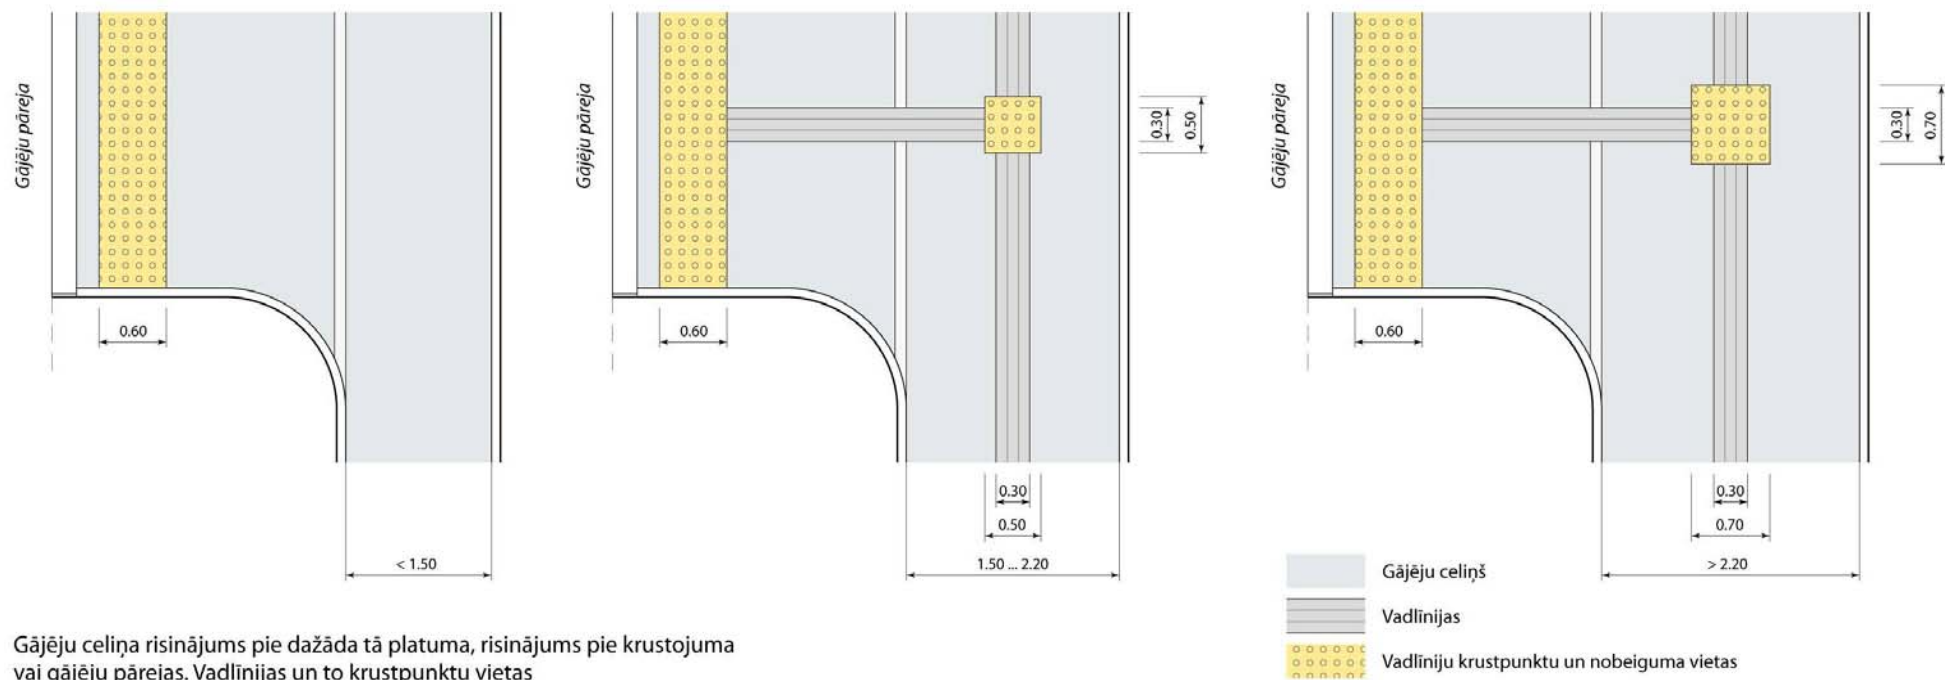 Gājēju pāreja
0.60
< 1.50
Gājēju pāreja
0.60
0.30
0.50
0.30
0.50
1.50 ... 2.20
Gājēju pāreja
0.60
0.30
0.70
0.30
0.70
> 2.20
Gājēju celiņš
Vadlīnijas
Vadlīniju krustpunktu un nobeiguma vietas
Gājēju celiņa risinājums pie dažāda tā platuma, risinājums pie krustojuma
vai gājēju pārejas. Vadlīnijas un to krustpunktu vietas